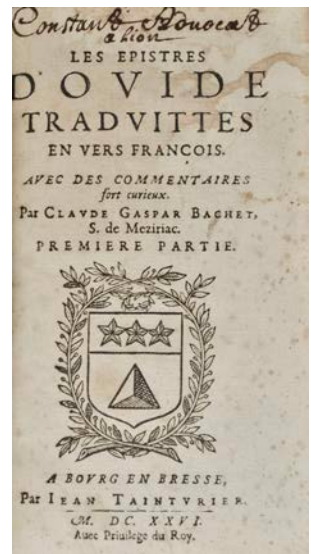 Constant Advocat
a lion
LES EPISTRES
D'OVIDE
TRADVITTES
EN VERS FRANCOIS.
AVEC DES COMMENTAIRES
fort curieux.
Par CLAVDE GASPAR BACHET,
S. de Meziriac.
PREMIERE PARTIE.
A BOVRG EN BRESSE,
Par IEAN TAINTVRIER.
M. DC. XXVI.
Auec Priuilege du Roy.